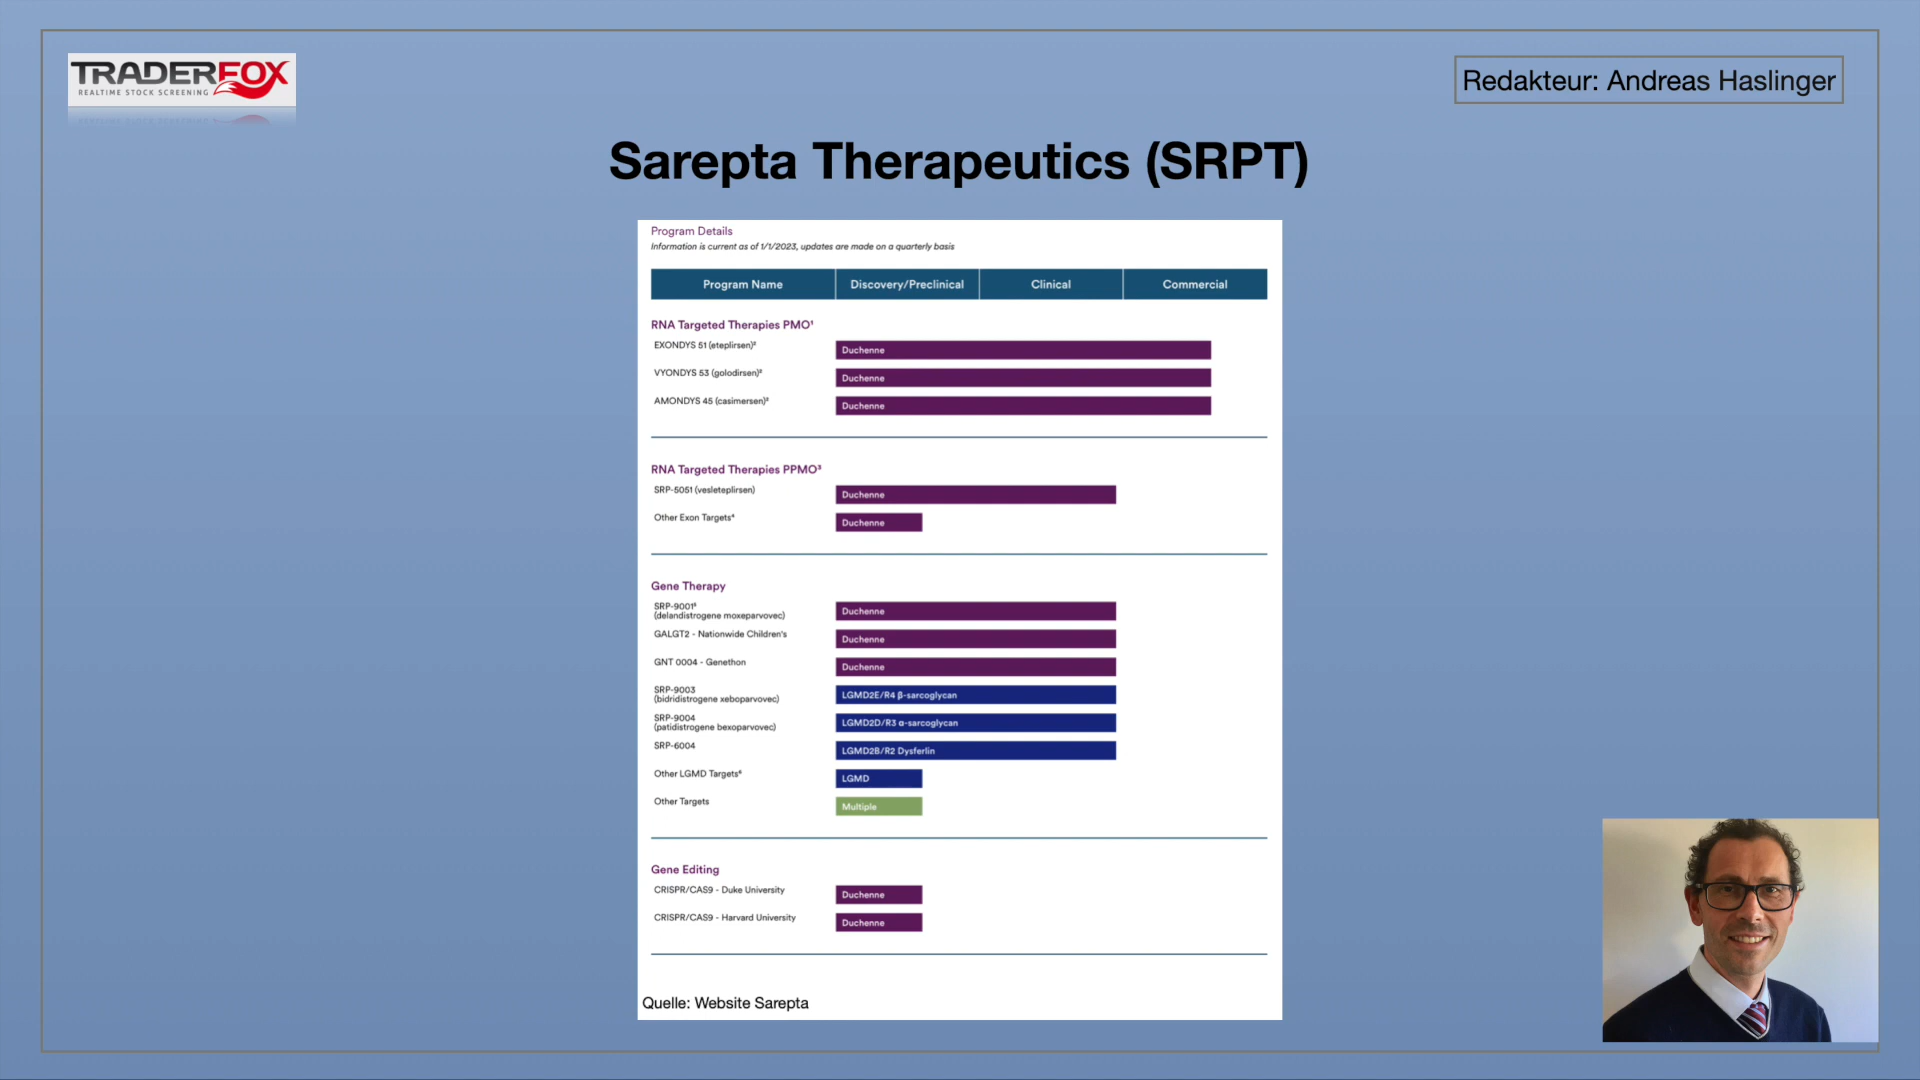 TRADERFOX
REALTIME STOCK SCREENING
Redakteur: Andreas Haslinger
Sarepta Therapeutics (SRPT)
Program Details
Information is current as of 1/1/2023, updates are made on a quarterly basis
Program Name Discovery/Preclinical Clinical Commercial
RNA Targeted Therapies PMO¹
EXONDYS 51 (eteplirsen)² Duchenne
VYONDYS 53 (golodirsen)² Duchenne
AMONDYS 45 (casimersen)² Duchenne
RNA Targeted Therapies PPMO³
SRP-5051 (vesleteplirsen) Duchenne
Other Exon Targets⁴ Duchenne
Gene Therapy
SRP-9001⁵ Duchenne
(delandistrogene moxeparvovec)
GALGT2 - Nationwide Children's Duchenne
GNT 0004 - Genethon Duchenne
SRP-9003 LGMD2E/R4 β-sarcoglycan
(bidridistrogene xeboparvovec)
SRP-9004 LGMD2D/R3 α-sarcoglycan
(patidistrogene bexoparvovec)
SRP-6004 LGMD2B/R2 Dysferlin
Other LGMD Targets⁶ LGMD
Other Targets Multiple
Gene Editing
CRISPR/CAS9 - Duke University Duchenne
CRISPR/CAS9 - Harvard University Duchenne
Quelle: Website Sarepta